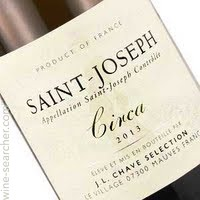 PRODUCT OF FRANCE
SAINT-JOSEPH
Appellation Saint-Joseph Contrôlée
Circa
2013
ÉLEVÉ ET MIS EN BOUTEILLE PAR
J.L. CHAVE SELECTION
LE VILLAGE 07300 MAUVES FRANCE
wine-searcher.com